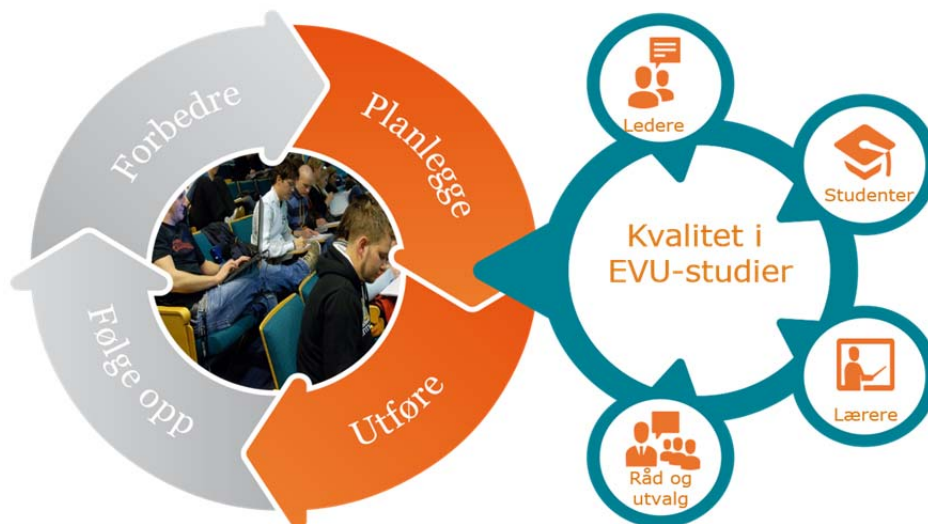 Forbedre
Planlegge
Følge opp
Utføre
Ledere
Studenter
Kvalitet i
EVU-studier
Lærere
Råd og
utvalg